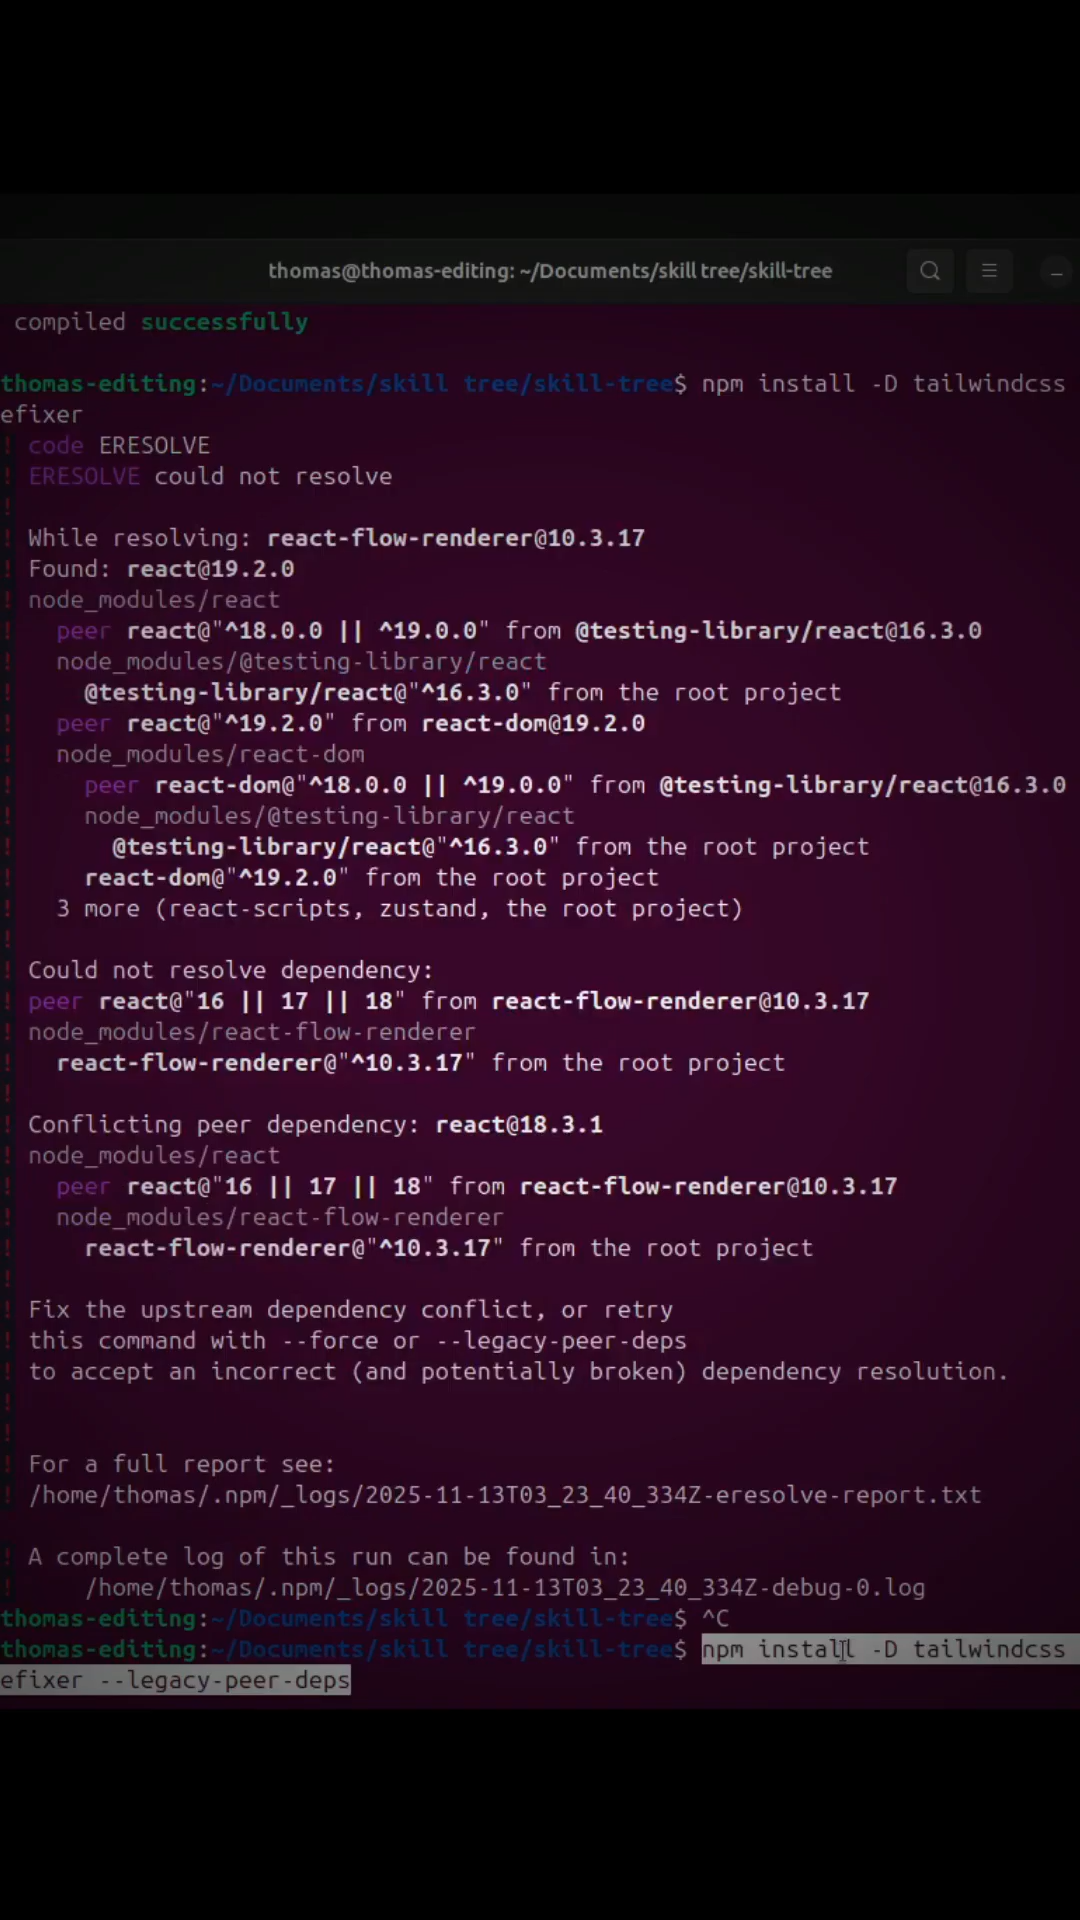 thomas@thomas-editing: ~/Documents/skill tree/skill-tree
compiled successfully
thomas-editing:~/Documents/skill tree/skill-tree$ npm install -D tailwindcss
efixer
! code ERESOLVE
! ERESOLVE could not resolve
!
! While resolving: react-flow-renderer@10.3.17
! Found: react@19.2.0
! node_modules/react
!   peer react@"^18.0.0 || ^19.0.0" from @testing-library/react@16.3.0
!   node_modules/@testing-library/react
!     @testing-library/react@"^16.3.0" from the root project
!   peer react@"^19.2.0" from react-dom@19.2.0
!   node_modules/react-dom
!     peer react-dom@"^18.0.0 || ^19.0.0" from @testing-library/react@16.3.0
!     node_modules/@testing-library/react
!       @testing-library/react@"^16.3.0" from the root project
!     react-dom@"^19.2.0" from the root project
!   3 more (react-scripts, zustand, the root project)
!
! Could not resolve dependency:
! peer react@"16 || 17 || 18" from react-flow-renderer@10.3.17
! node_modules/react-flow-renderer
!   react-flow-renderer@"^10.3.17" from the root project
!
! Conflicting peer dependency: react@18.3.1
! node_modules/react
!   peer react@"16 || 17 || 18" from react-flow-renderer@10.3.17
!   node_modules/react-flow-renderer
!     react-flow-renderer@"^10.3.17" from the root project
!
! Fix the upstream dependency conflict, or retry
! this command with --force or --legacy-peer-deps
! to accept an incorrect (and potentially broken) dependency resolution.
!
!
! For a full report see:
! /home/thomas/.npm/_logs/2025-11-13T03_23_40_334Z-eresolve-report.txt
! A complete log of this run can be found in:
!     /home/thomas/.npm/_logs/2025-11-13T03_23_40_334Z-debug-0.log
thomas-editing:~/Documents/skill tree/skill-tree$ ^C
thomas-editing:~/Documents/skill tree/skill-tree$ npm install -D tailwindcss
efixer --legacy-peer-deps